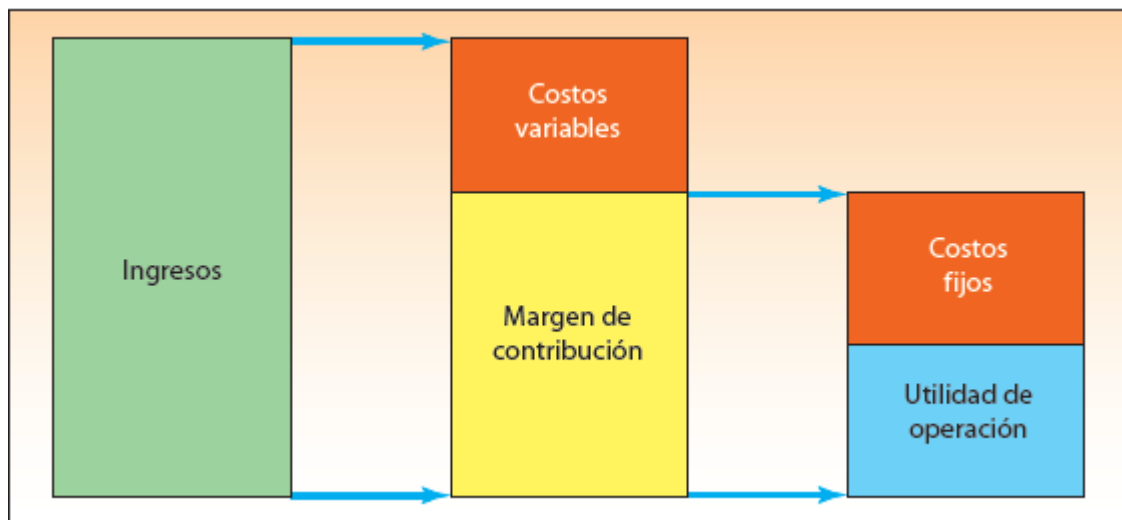 Ingresos
Costos
variables
Margen de
contribución
Costos
fijos
Utilidad de
operación